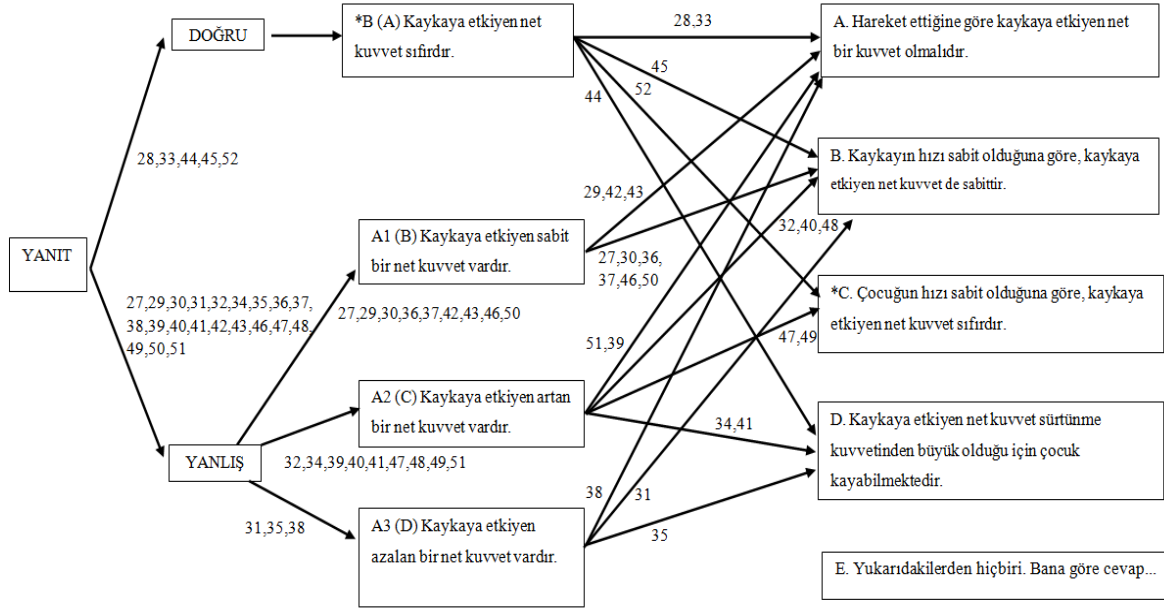 DOĞRU
*B (A) Kaykaya etkiyen net
kuvvet sıfırdır.
28,33
A. Hareket ettiğine göre kaykaya etkiyen net
bir kuvvet olmalıdır.
45
52
44
28,33,44,45,52
B. Kaykayın hızı sabit olduğuna göre, kaykaya
etkiyen net kuvvet de sabittir.
29,42,43
32,40,48
YANIT
A1 (B) Kaykaya etkiyen sabit
bir net kuvvet vardır.
27,30,36,
37,46,50
27,29,30,31,32,34,35,36,37,
38,39,40,41,42,43,46,47,48,
49,50,51
27,29,30,36,37,42,43,46,50
*C. Çocuğun hızı sabit olduğuna göre, kaykaya
etkiyen net kuvvet sıfırdır.
51,39
47,49
A2 (C) Kaykaya etkiyen artan
bir net kuvvet vardır.
34,41
D. Kaykaya etkiyen net kuvvet sürtünme
kuvvetinden büyük olduğu için çocuk
kayabilmektedir.
YANLIŞ
32,34,39,40,41,47,48,49,51
31,35,38
A3 (D) Kaykaya etkiyen
azalan bir net kuvvet vardır.
38
31
35
E. Yukarıdakilerden hiçbiri. Bana göre cevap...